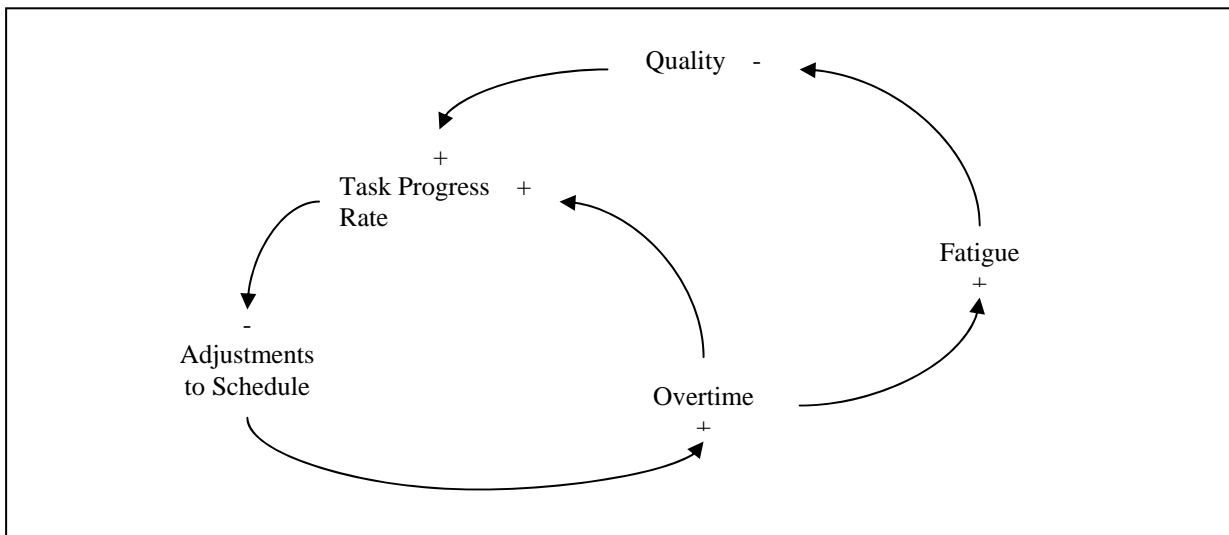 Quality -
+
Task Progress +
Rate
Fatigue
+
-
Adjustments
to Schedule
Overtime
+